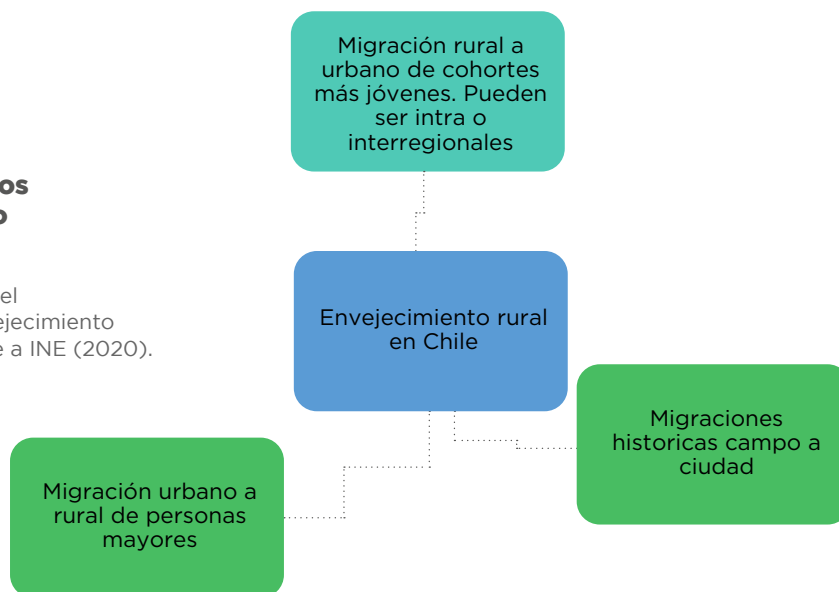 Migración rural a
urbano de cohortes
más jóvenes. Pueden
ser intra o
interregionales
os
o
el
ejecimiento
e a INE (2020).
Envejecimiento rural
en Chile
Migraciones
historicas campo a
ciudad
Migración urbano a
rural de personas
mayores